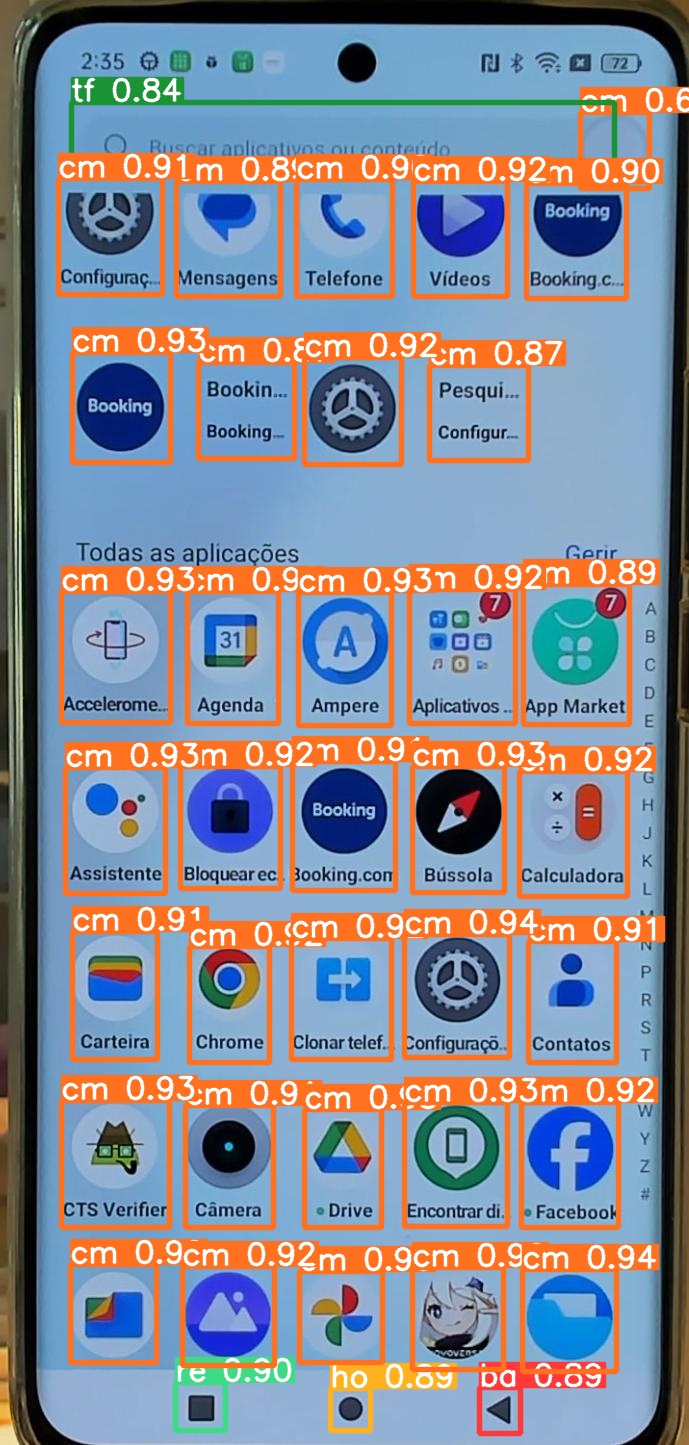 2:35 72
tf 0.84
cm 0.6
Buscar aplicativos ou conteúdo
cm 0.91 m 0.89 cm 0.9 cm 0.92 m 0.90
Booking
Configuraç... Mensagens Telefone Vídeos Booking.c...
cm 0.93 cm 0.8 cm 0.92 cm 0.87
Booking Bookin... Pesqui...
Booking... Configur...
Todas as aplicações Gerir
cm 0.93 cm 0.9 cm 0.93 m 0.92 m 0.89
7 7
31 A
Accelerome... Agenda Ampere Aplicativos .. App Market
A
B
C
D
E
cm 0.93 m 0.92 m 0.9 cm 0.93 m 0.92
Booking
Assistente Bloquear ec. Booking.com Bússola Calculadora
G
H
J
K
L
M
cm 0.91 cm 0.92 cm 0.9 cm 0.94 cm 0.91
Carteira Chrome Clonar telef.. Configuraçõ.. Contatos
N
P
R
S
T
cm 0.93 cm 0.9 cm 0. cm 0.93 m 0.92
CTS Verifier Câmera Drive Encontrar di. Facebook
W
Y
Z
#
cm 0.9 cm 0.92 cm 0.9 cm 0.9 cm 0.94
re 0.90 ho 0.89 ba 0.89